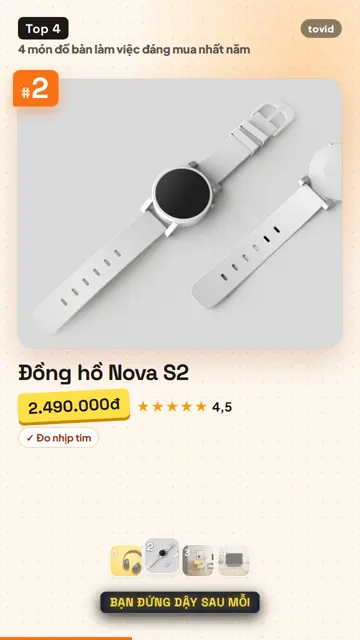 Top 4
tovid
4 món đồ bàn làm việc đáng mua nhất năm
#2
Đồng hồ Nova S2
2.490.000đ
★★★★★ 4,5
✓ Đo nhịp tim
2
3
BẠN ĐỨNG DẬY SAU MỖI